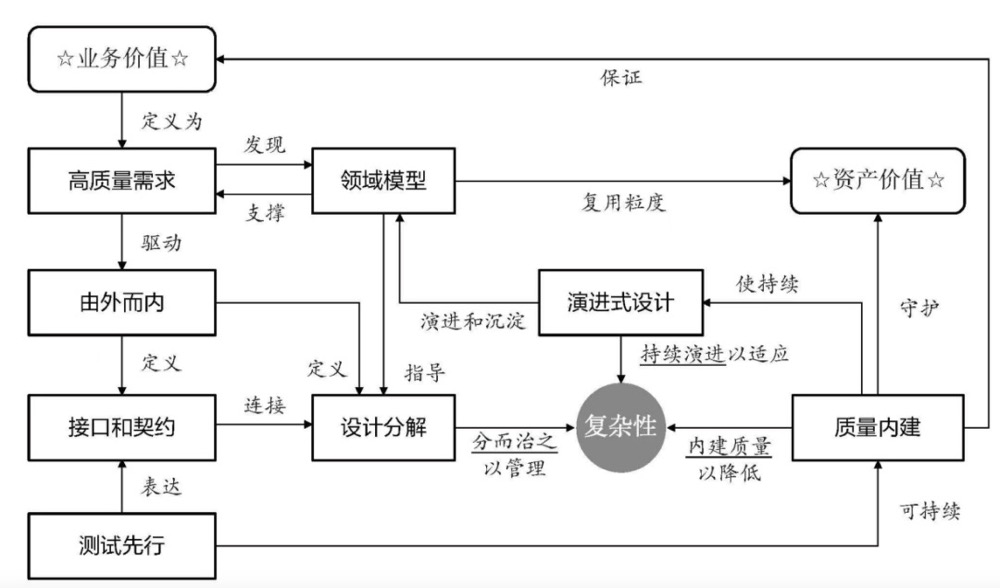 ☆业务价值☆
保证
定义为
高质量需求
发现
支撑
领域模型
复用粒度
☆资产价值☆
驱动
由外而内
演进和沉淀
演进式设计
使持续
守护
定义
定义
指导
持续演进以适应
接口和契约
连接
设计分解
分而治之
以管理
复杂性
内建质量
以降低
质量内建
表达
测试先行
可持续